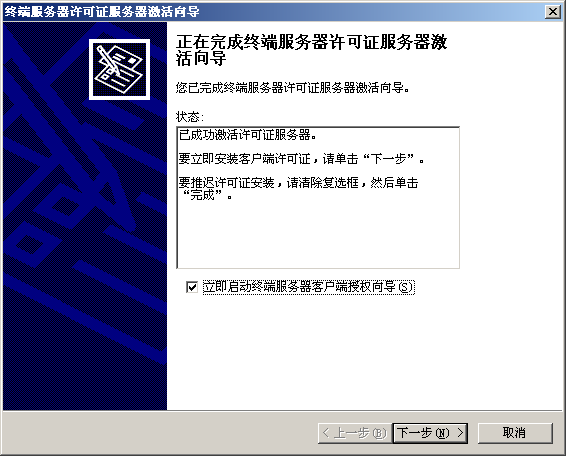 终端服务器许可证服务器激活向导
正在完成终端服务器许可证服务器激
活向导
您已完成终端服务器许可证服务器激活向导。
状态:
已成功激活许可证服务器。
要立即安装客户端许可证，请单击“下一步”。
要推迟许可证安装，请清除复选框，然后单击
“完成”。
立即启动终端服务器客户端授权向导(S)
< 上一步(B) 下一步(N) > 取消